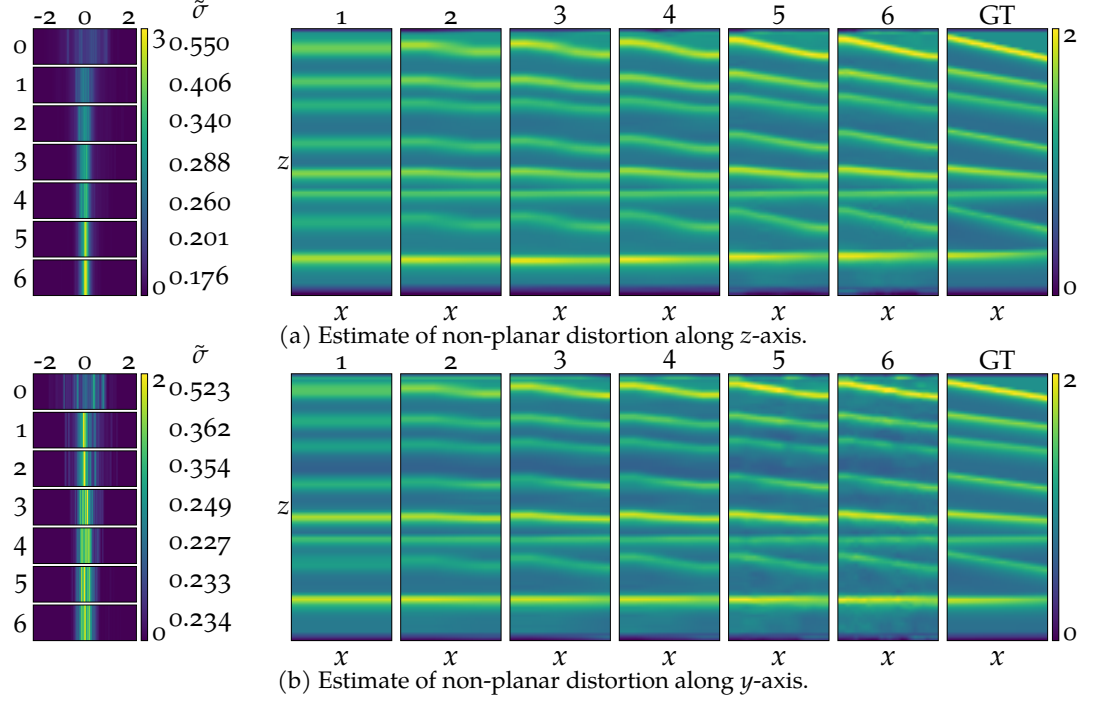 -2 0 2 σ̃ 1 2 3 4 5 6 GT
0 3 0.550 2
1 0.406
2 0.340
3 0.288 z
4 0.260
5 0.201
6 0 0.176 0
x x x x x x x
(a) Estimate of non-planar distortion along z-axis.
-2 0 2 σ̃ 1 2 3 4 5 6 GT
0 2 0.523 2
1 0.362
2 0.354
3 0.249 z
4 0.227
5 0.233
6 0 0.234 0
x x x x x x x
(b) Estimate of non-planar distortion along y-axis.